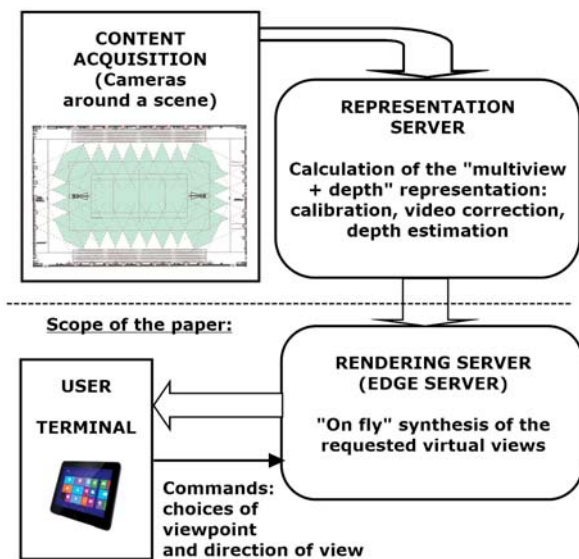 CONTENT
ACQUISITION
(Cameras
around a scene)
REPRESENTATION
SERVER
Calculation of the "multiview
+ depth" representation:
calibration, video correction,
depth estimation
Scope of the paper:
USER
TERMINAL
RENDERING SERVER
(EDGE SERVER)
"On fly" synthesis of the
requested virtual views
Commands:
choices of
viewpoint
and direction of view